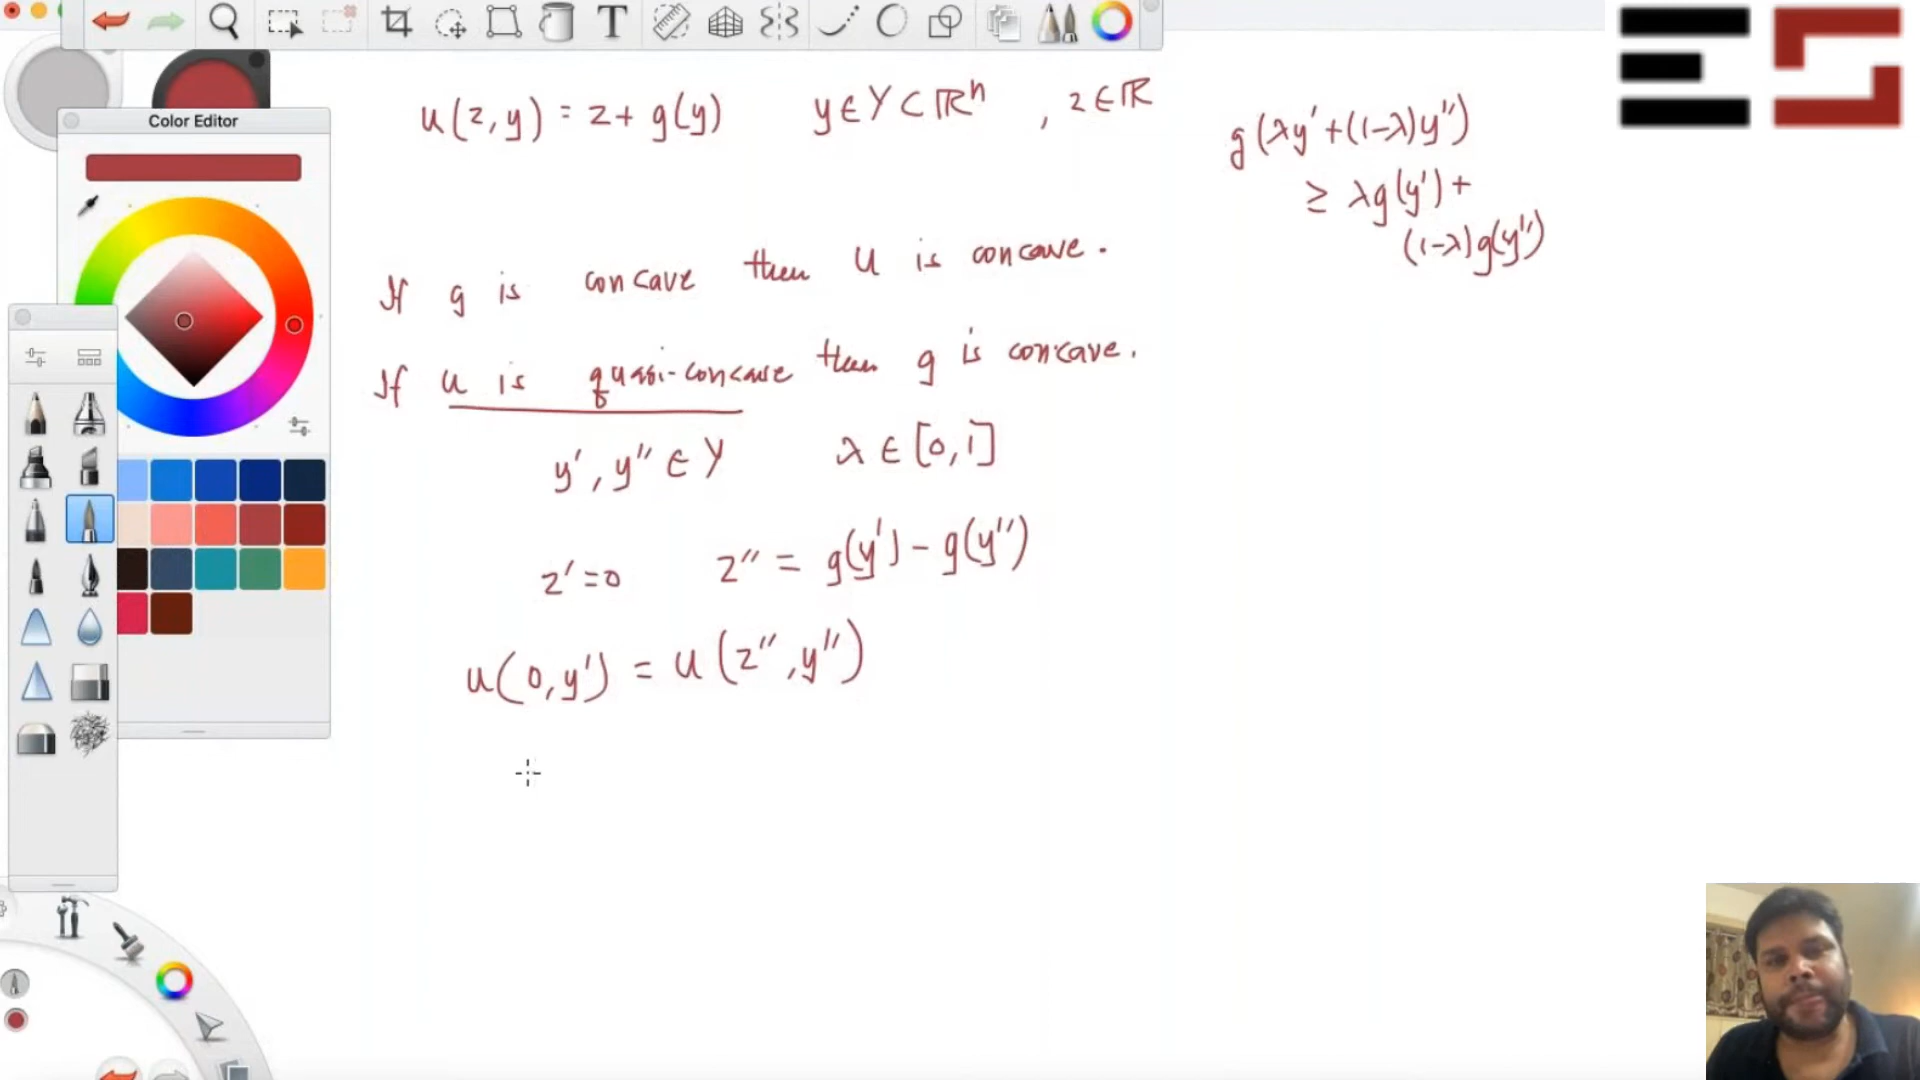 T
ES
Color Editor
u(z,y) = z + g(y) y ∈ Y ⊂ ℝⁿ , z ∈ ℝ
g(λy' + (1-λ)y'')
≥ λg(y') +
(1-λ)g(y'')
If g is concave then u is concave.
If u is quasi-concave then g is concave.
y', y'' ∈ Y λ ∈ [0,1]
z' = 0 z'' = g(y') - g(y'')
u(0,y') = u(z'',y'')